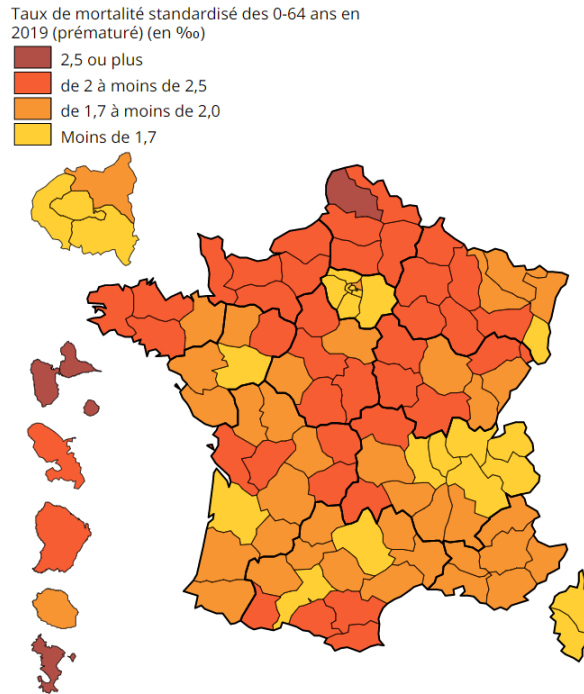 Taux de mortalité standardisé des 0-64 ans en
2019 (prématuré) (en ‰)
2,5 ou plus
de 2 à moins de 2,5
de 1,7 à moins de 2,0
Moins de 1,7